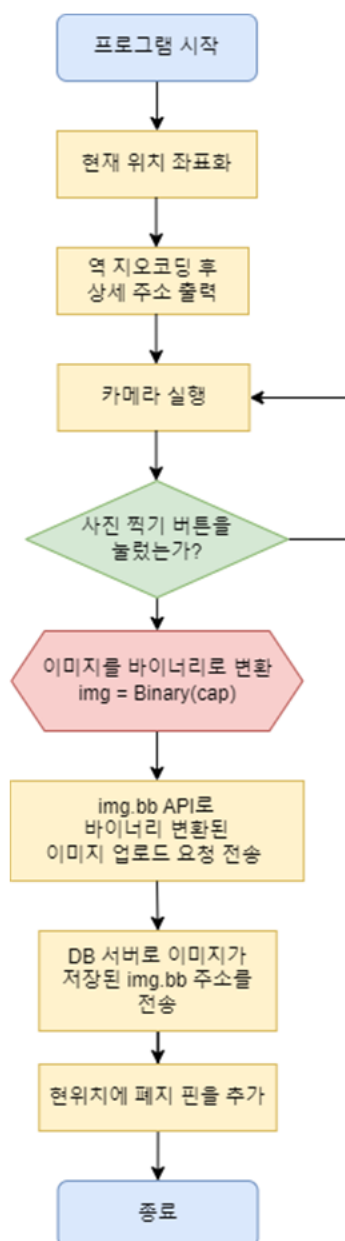 프로그램 시작
현재 위치 좌표화
역 지오코딩 후
상세 주소 출력
카메라 실행
사진 찍기 버튼을
눌렀는가?
이미지를 바이너리로 변환
img = Binary(cap)
img.bb API로
바이너리 변환된
이미지 업로드 요청 전송
DB 서버로 이미지가
저장된 img.bb 주소를
전송
현위치에 폐지 핀을 추가
종료